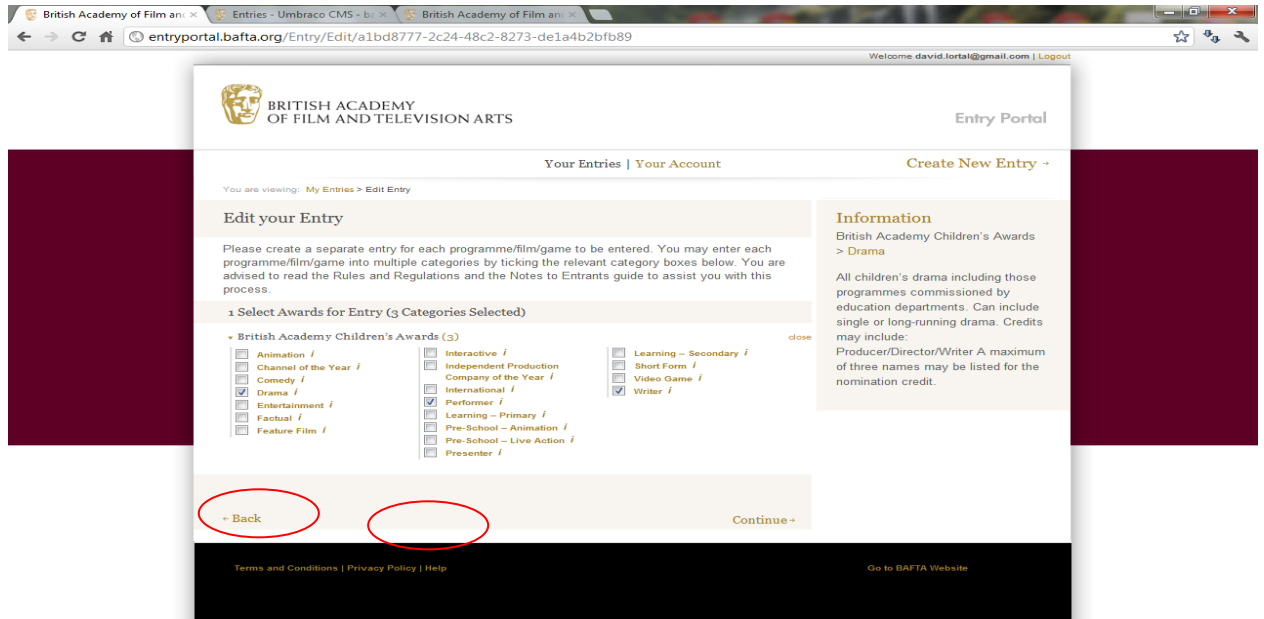 British Academy of Film an
Entries - Umbraco CMS - ba
British Academy of Film an
entryportal.bafta.org/Entry/Edit/a1bd8777-2c24-48c2-8273-de1a4b2bfb89
Welcome david.lortal@gmail.com | Logout
BRITISH ACADEMY
OF FILM AND TELEVISION ARTS
Entry Portal
Your Entries | Your Account
Create New Entry →
You are viewing: My Entries > Edit Entry
Edit your Entry
Please create a separate entry for each programme/film/game to be entered. You may enter each
programme/film/game into multiple categories by ticking the relevant category boxes below. You are
advised to read the Rules and Regulations and the Notes to Entrants guide to assist you with this
process.
1 Select Awards for Entry (3 Categories Selected)
British Academy Children's Awards (3)
close
Animation i
Channel of the Year i
Comedy i
Drama i
Entertainment i
Factual i
Feature Film i
Interactive i
Independent Production
Company of the Year i
International i
Performer i
Learning – Primary i
Pre-School – Animation i
Pre-School – Live Action i
Presenter i
Learning – Secondary i
Short Form i
Video Game i
Writer i
← Back
Continue →
Information
British Academy Children's Awards
> Drama
All children's drama including those
programmes commissioned by
education departments. Can include
single or long-running drama. Credits
may include:
Producer/Director/Writer A maximum
of three names may be listed for the
nomination credit.
Terms and Conditions | Privacy Policy | Help
Go to BAFTA Website